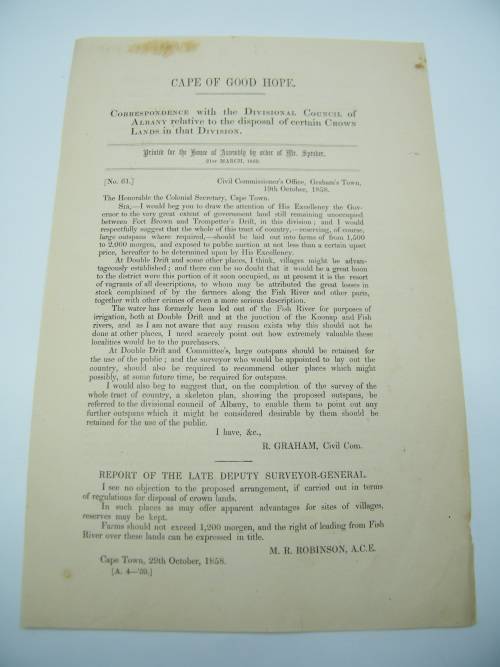 CAPE OF GOOD HOPE.
CORRESPONDENCE with the DIVISIONAL COUNCIL of
ALBANY relative to the disposal of certain CROWN
LANDS in that DIVISION.
Printed for the House of Assembly by order of Mr. Speaker.
21ST MARCH, 1859.
[No. 61.] Civil Commissioner's Office, Graham's Town,
19th October, 1858.
The Honorable the Colonial Secretary, Cape Town.
SIR,—I would beg you to draw the attention of His Excellency the Gov-
ernor to the very great extent of government land still remaining unoccupied
between Fort Brown and Trompetter's Drift, in this division; and I would
respectfully suggest that the whole of this tract of country,—reserving, of course,
large outspans where required,—should be laid out into farms of from 1,500
to 2,000 morgen, and exposed to public auction at not less than a certain upset
price, hereafter to be determined upon by His Excellency.
At Double Drift and some other places, I think, villages might be advan-
tageously established; and there can be no doubt that it would be a great boon
to the district were this portion of it soon occupied, as at present it is the resort
of vagrants of all descriptions, to whom may be attributed the great losses in
stock complained of by the farmers along the Fish River and other parts,
together with other crimes of even a more serious description.
The water has formerly been led out of the Fish River for purposes of
irrigation, both at Double Drift and at the junction of the Koonap and Fish
rivers, and as I am not aware that any reason exists why this should not be
done at other places, I need scarcely point out how extremely valuable these
localities would be to the purchasers.
At Double Drift and Committee's, large outspans should be retained for
the use of the public; and the surveyor who would be appointed to lay out the
country, should also be required to recommend other places which might
possibly, at some future time, be required for outspans.
I would also beg to suggest that, on the completion of the survey of the
whole tract of country, a skeleton plan, showing the proposed outspans, be
referred to the divisional council of Albany, to enable them to point out any
further outspans which it might be considered desirable by them should be
retained for the use of the public.
I have, &c.,
R. GRAHAM, Civil Com.
REPORT OF THE LATE DEPUTY SURVEYOR-GENERAL.
I see no objection to the proposed arrangement, if carried out in terms
of regulations for disposal of crown lands.
In such places as may offer apparent advantages for sites of villages,
reserves may be kept.
Farms should not exceed 1,200 morgen, and the right of leading from Fish
River over these lands can be expressed in title.
M. R. ROBINSON, A.C.E.
Cape Town, 29th October, 1858.
[A. 4—'59.]